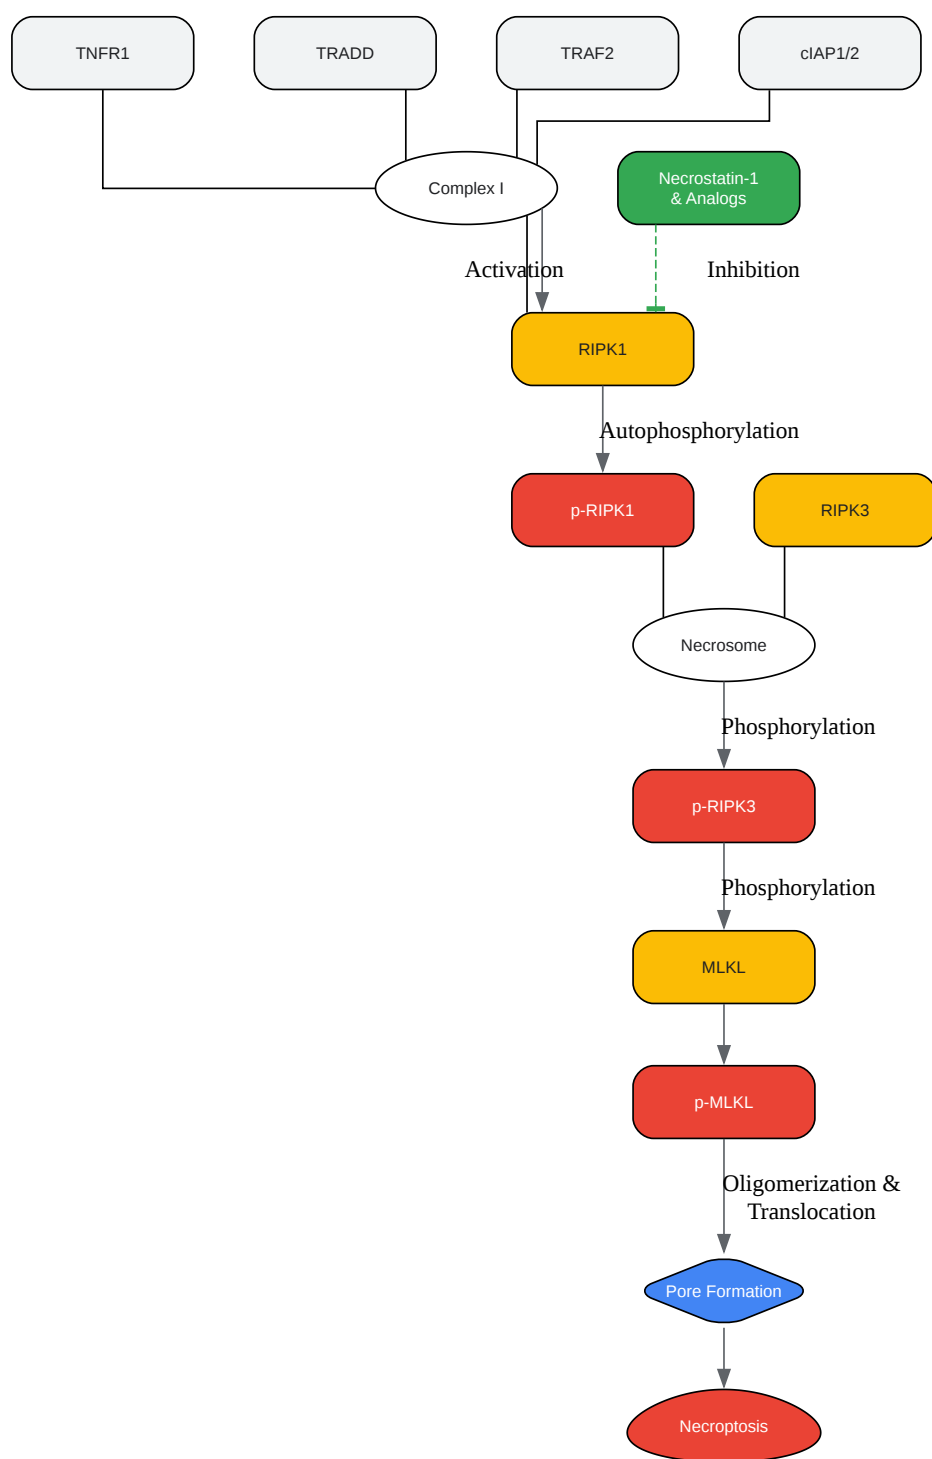 TNFR1
TRADD
TRAF2
cIAP1/2
Complex I
Necrostatin-1
& Analogs
Activation
Inhibition
RIPK1
Autophosphorylation
p-RIPK1
RIPK3
Necrosome
Phosphorylation
p-RIPK3
Phosphorylation
MLKL
p-MLKL
Oligomerization &
Translocation
Pore Formation
Necroptosis